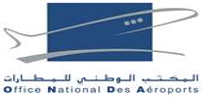 المكتب الوطني للمطارات
Office National Des Aéroports